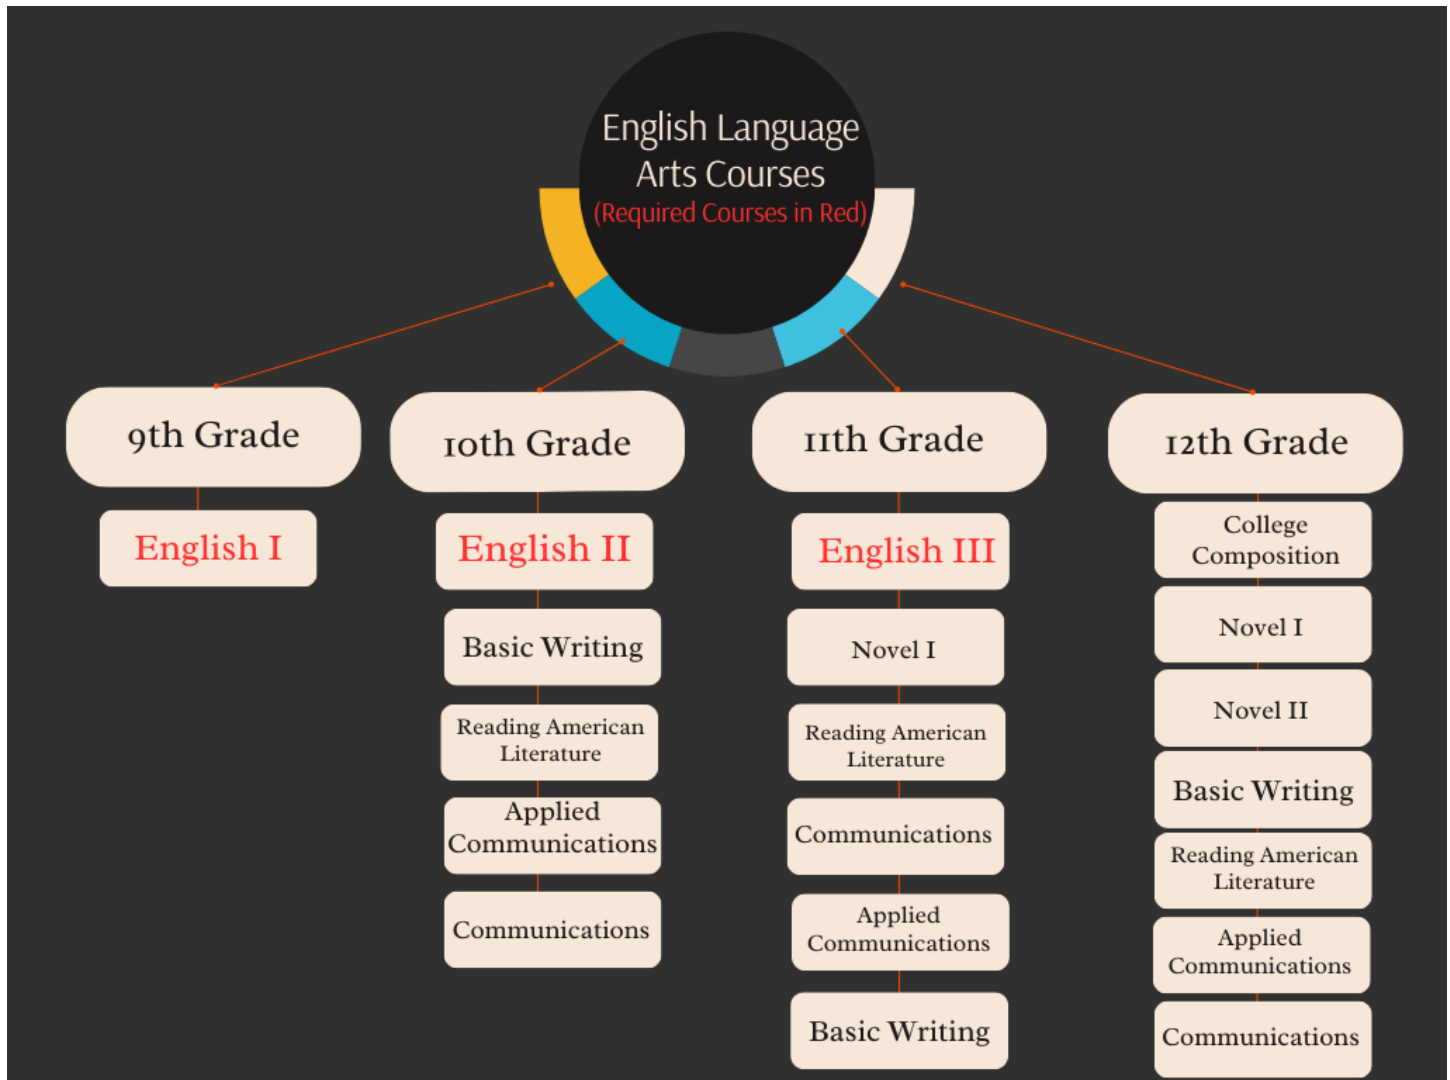 English Language
Arts Courses
(Required Courses in Red)
9th Grade
English I
10th Grade
English II
Basic Writing
Reading American
Literature
Applied
Communications
Communications
11th Grade
English III
Novel I
Reading American
Literature
Communications
Applied
Communications
Basic Writing
12th Grade
College
Composition
Novel I
Novel II
Basic Writing
Reading American
Literature
Applied
Communications
Communications